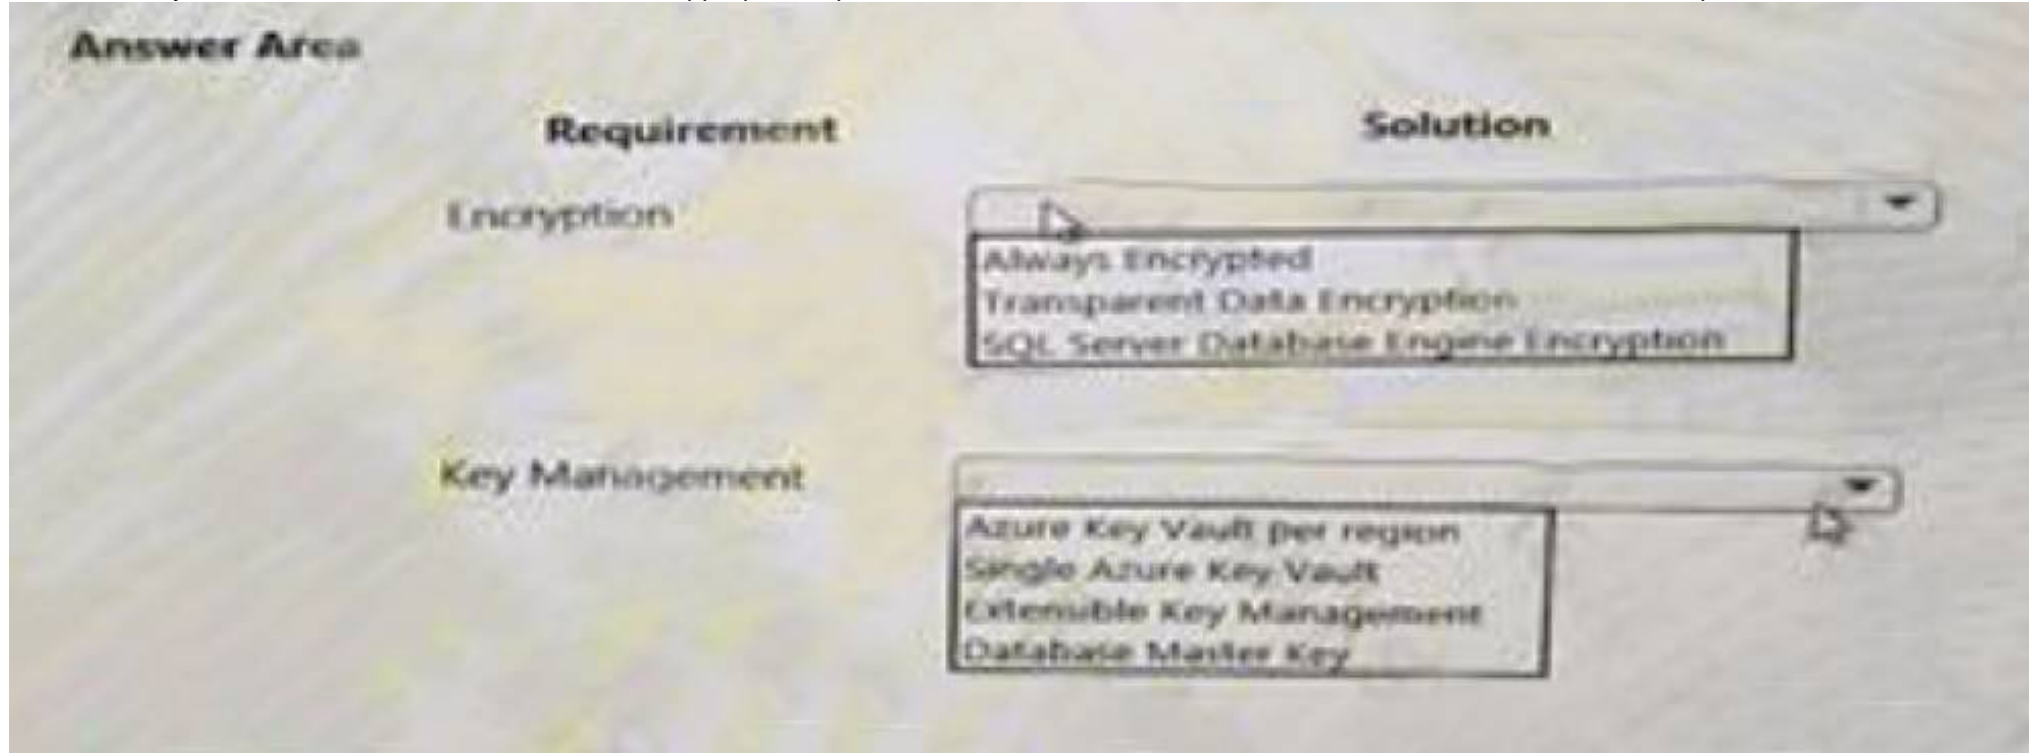 Answer Area
Requirement
Solution
Encryption
Always Encrypted
Transparent Data Encryption
SQL Server Database Engine Encryption
Key Management
Azure Key Vault per region
Single Azure Key Vault
Extensible Key Management
Database Master Key